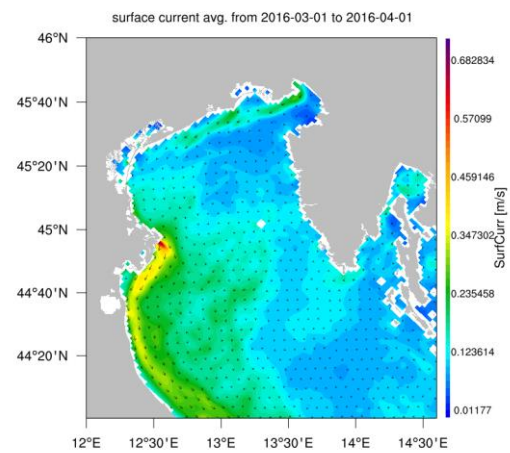 surface current avg. from 2016-03-01 to 2016-04-01
46°N
45°40'N
45°20'N
45°N
44°40'N
44°20'N
12°E
12°30'E
13°E
13°30'E
14°E
14°30'E
0.682834
0.57099
0.459146
0.347302
0.235458
0.123614
0.01177
SurfCurr [m/s]